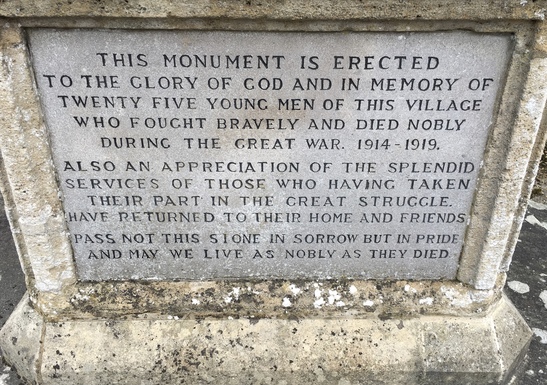 THIS MONUMENT IS ERECTED
TO THE GLORY OF GOD AND IN MEMORY OF
TWENTY FIVE YOUNG MEN OF THIS VILLAGE
WHO FOUGHT BRAVELY AND DIED NOBLY
DURING THE GREAT WAR. 1914-1919.
ALSO AN APPRECIATION OF THE SPLENDID
SERVICES OF THOSE WHO HAVING TAKEN
THEIR PART IN THE GREAT STRUGGLE.
HAVE RETURNED TO THEIR HOME AND FRIENDS
PASS NOT THIS STONE IN SORROW BUT IN PRIDE
AND MAY WE LIVE AS NOBLY AS THEY DIED